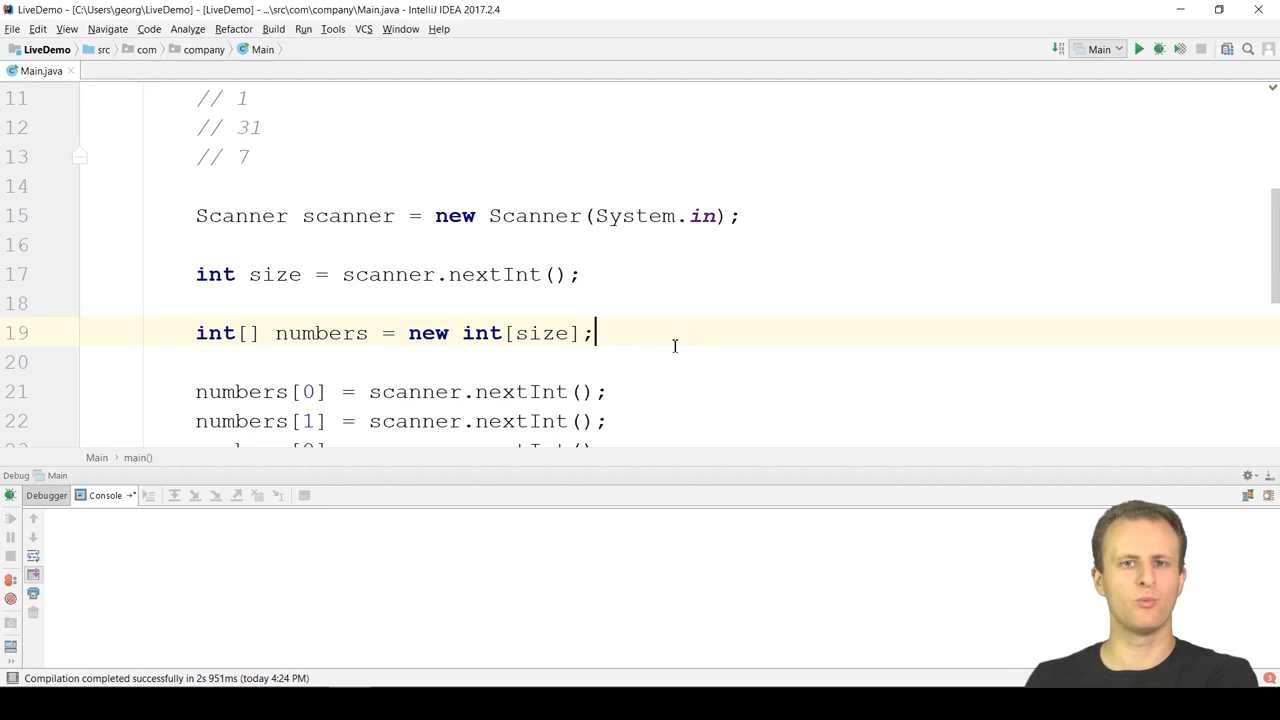 LiveDemo - [C:\Users\georg\LiveDemo] - [LiveDemo] - ...\src\com\company\Main.java - IntelliJ IDEA 2017.2.4
File Edit View Navigate Code Analyze Refactor Build Run Tools VCS Window Help
LiveDemo src com company Main Main
Main.java
11 // 1
12 // 31
13 // 7
14
15 Scanner scanner = new Scanner(System.in);
16
17 int size = scanner.nextInt();
18
19 int[] numbers = new int[size];
20
21 numbers[0] = scanner.nextInt();
22 numbers[1] = scanner.nextInt();
Main main()
Debug Main
Debugger Console
Compilation completed successfully in 2s 951ms (today 4:24 PM)
3